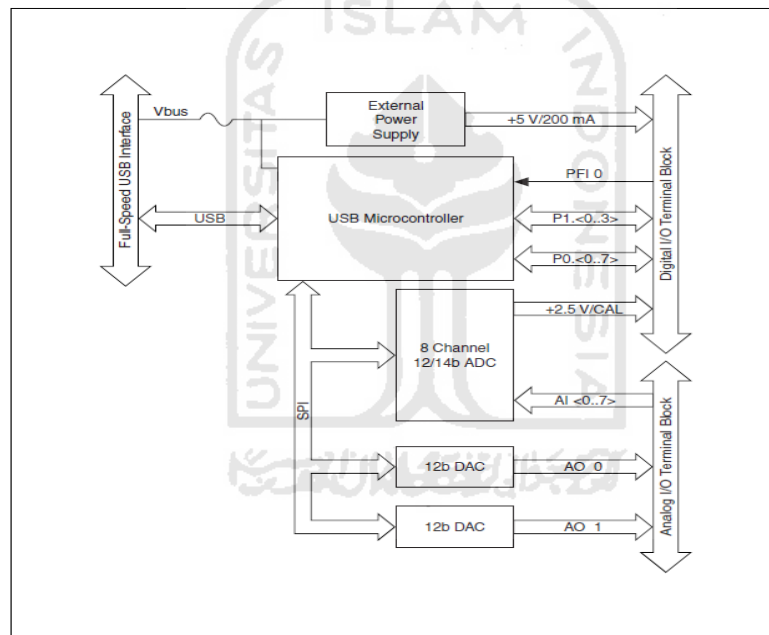 ISLAM
UNIVERSITAS
INDONESIA
Vbus
External
Power
Supply
+5 V/200 mA
Full-Speed USB Interface
USB
USB Microcontroller
PFI 0
P1.<0..3>
P0.<0..7>
Digital I/O Terminal Block
+2.5 V/CAL
8 Channel
12/14b ADC
AI <0..7>
SPI
12b DAC
AO 0
12b DAC
AO 1
Analog I/O Terminal Block